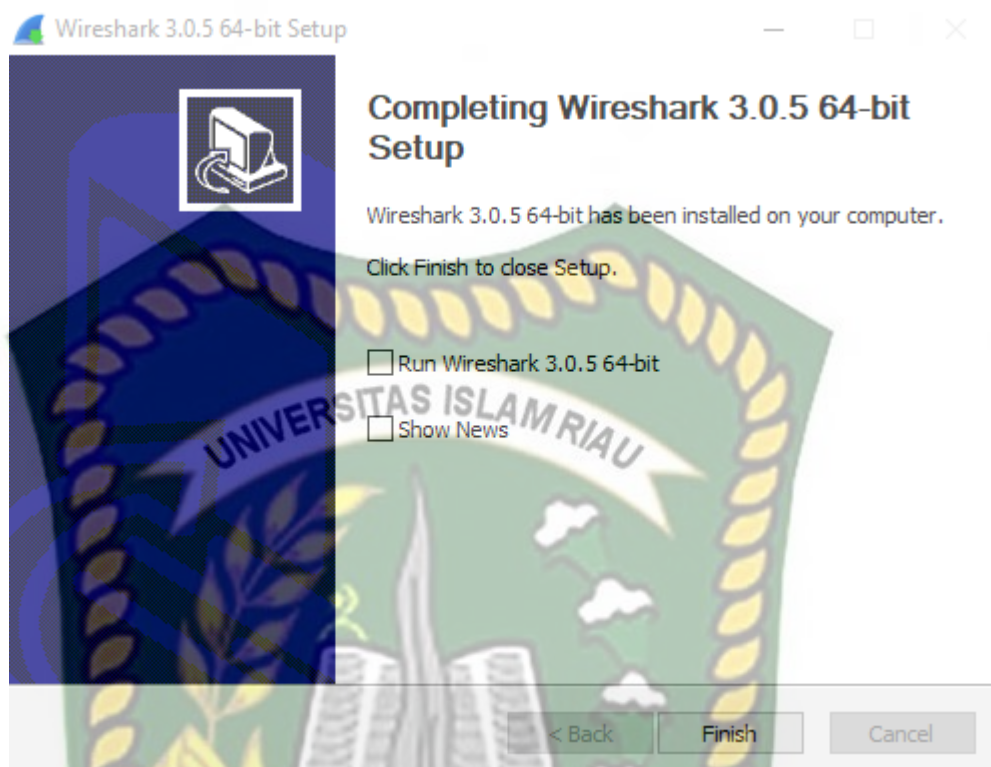 Wireshark 3.0.5 64-bit Setup
Completing Wireshark 3.0.5 64-bit
Setup
Wireshark 3.0.5 64-bit has been installed on your computer.
Click Finish to close Setup.
Run Wireshark 3.0.5 64-bit
UNIVERSITAS ISLAM RIAU
Show News
< Back
Finish
Cancel